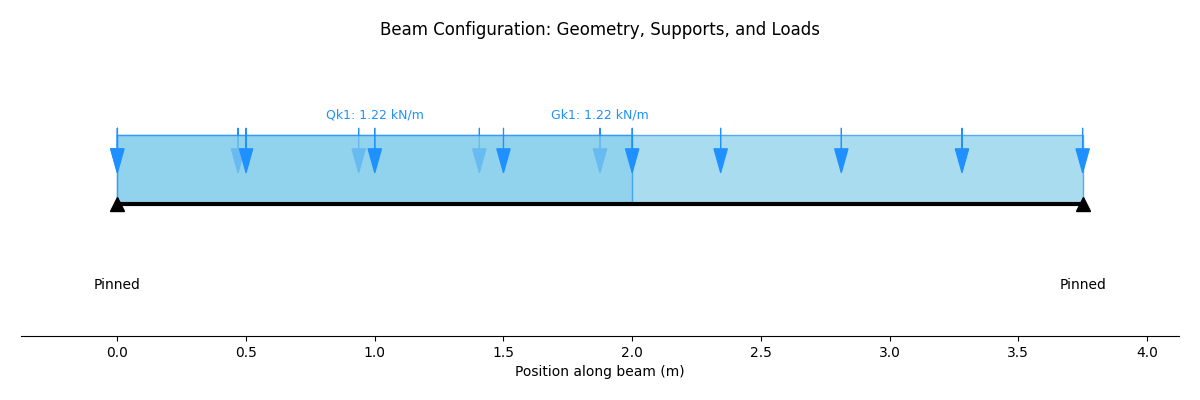 Beam Configuration: Geometry, Supports, and Loads
Qk1: 1.22 kN/m
Gk1: 1.22 kN/m
Pinned
Pinned
0.0
0.5
1.0
1.5
2.0
2.5
3.0
3.5
4.0
Position along beam (m)